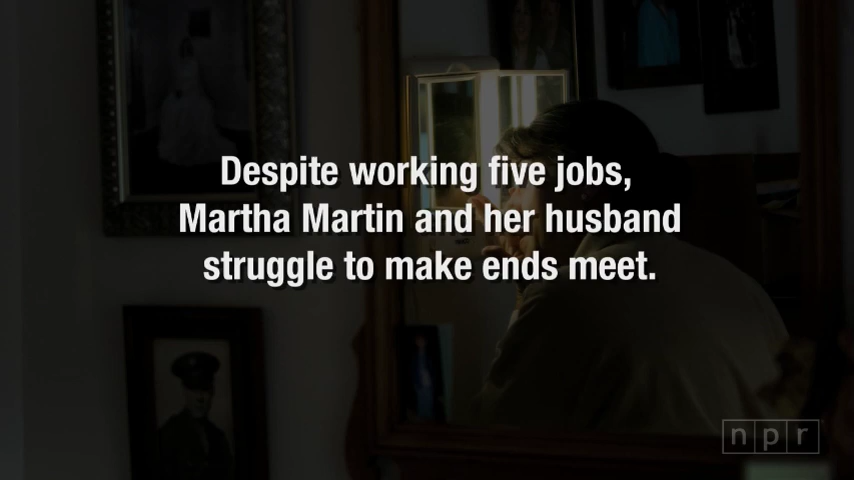 Despite working five jobs,
Martha Martin and her husband
struggle to make ends meet.
npr